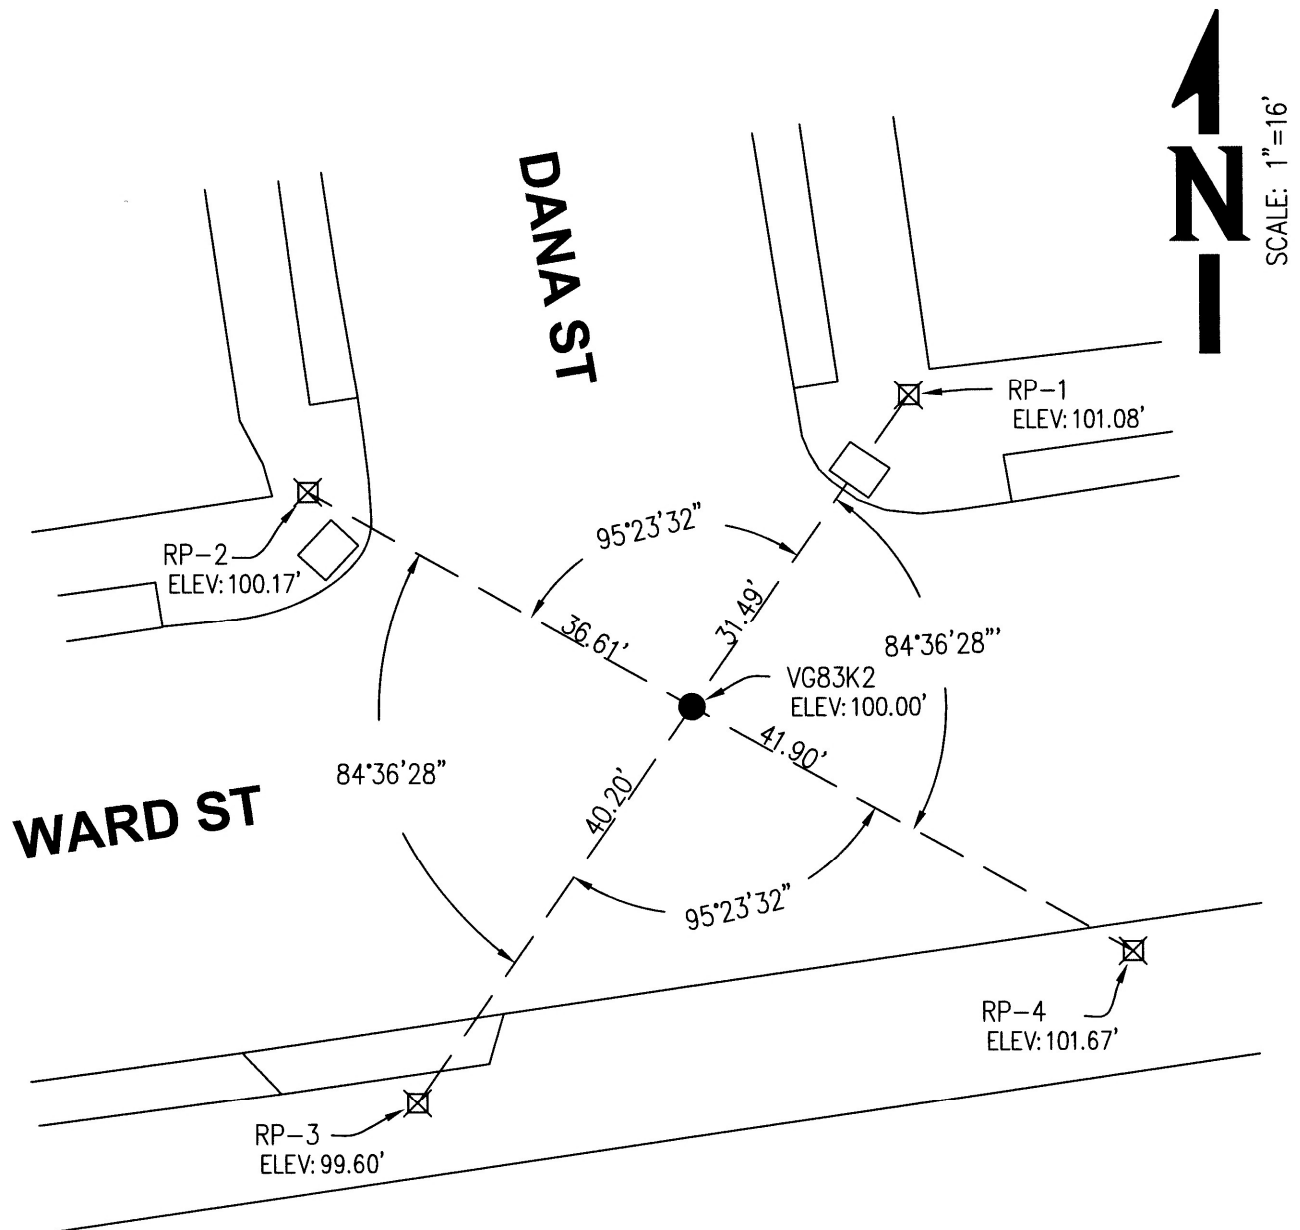 N
SCALE: 1"=16'
DANA ST
RP-1
ELEV: 101.08'
95°23'32"
RP-2
ELEV: 100.17'
36.61'
31.49'
84°36'28"'
VG83K2
ELEV: 100.00'
41.90'
84°36'28"
40.20'
WARD ST
95°23'32"
RP-4
ELEV: 101.67'
RP-3
ELEV: 99.60'